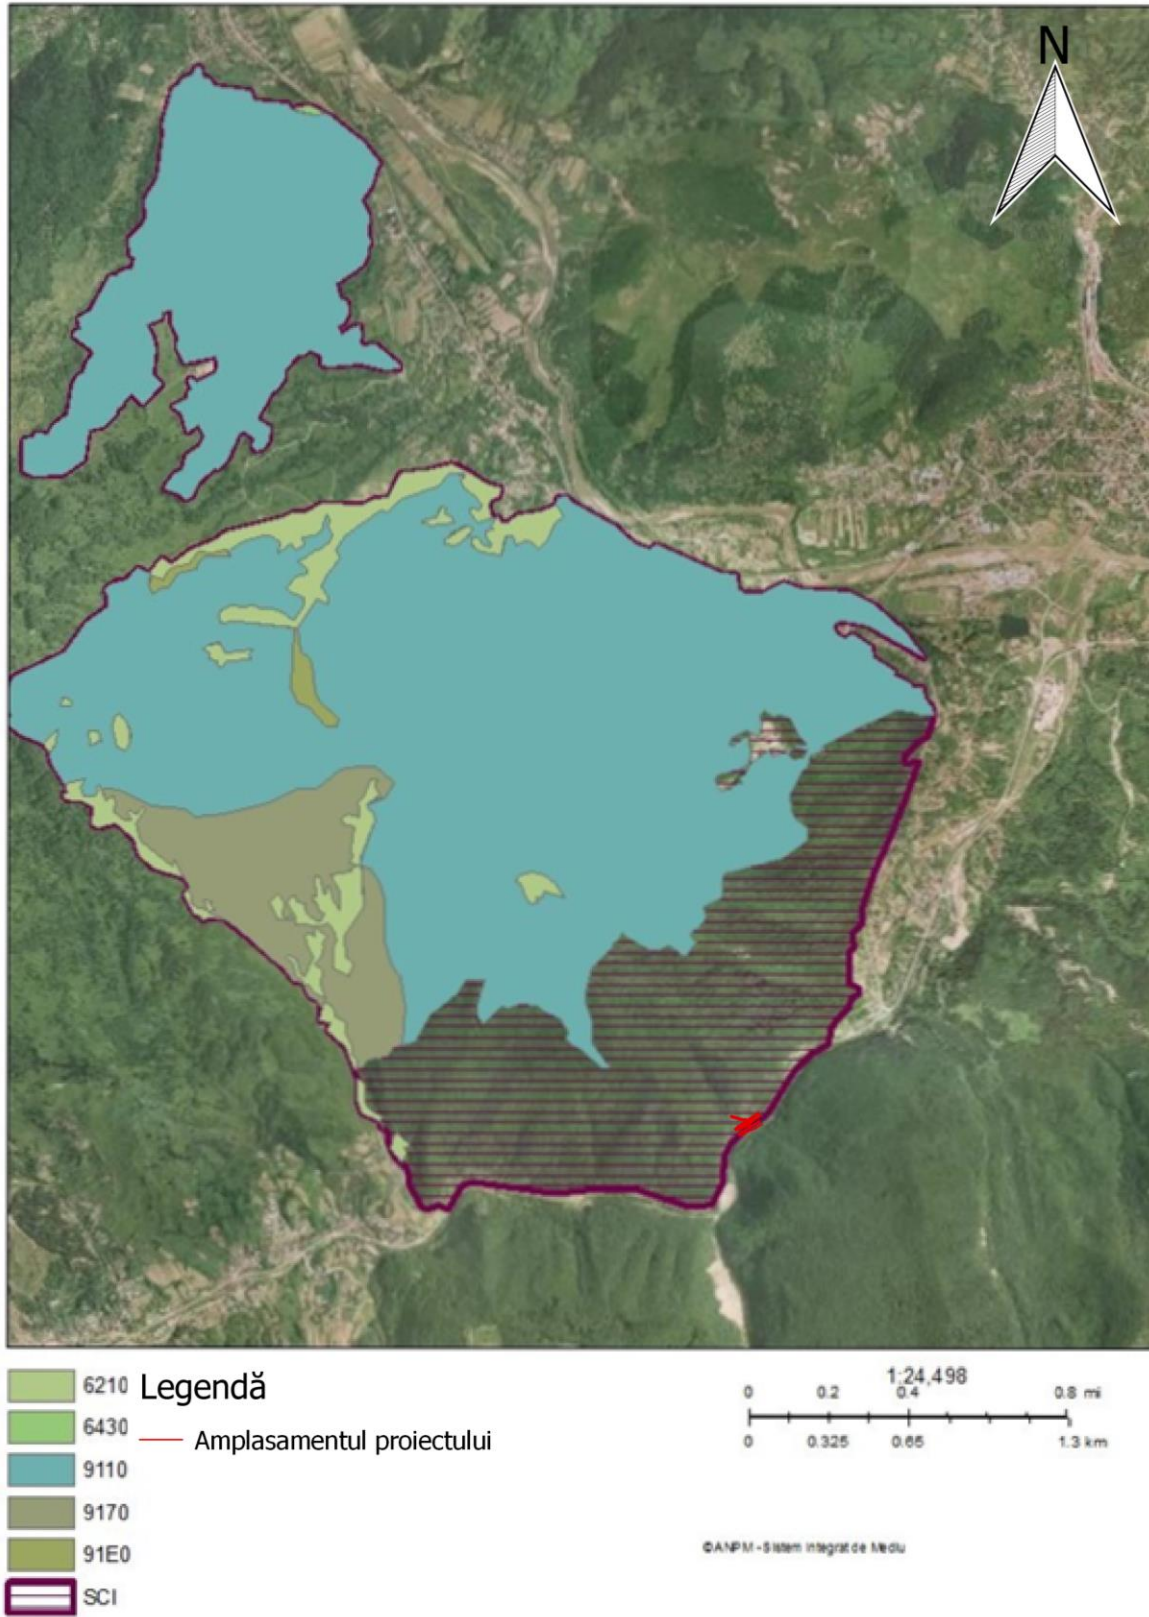 N
6210 Legendă
6430
Amplasamentul proiectului
9110
9170
91E0
SCI
1:24,498
0 0.2 0.4 0.8 mi
0 0.325 0.65 1.3 km
©ANPM - Sistem Integrat de Mediu